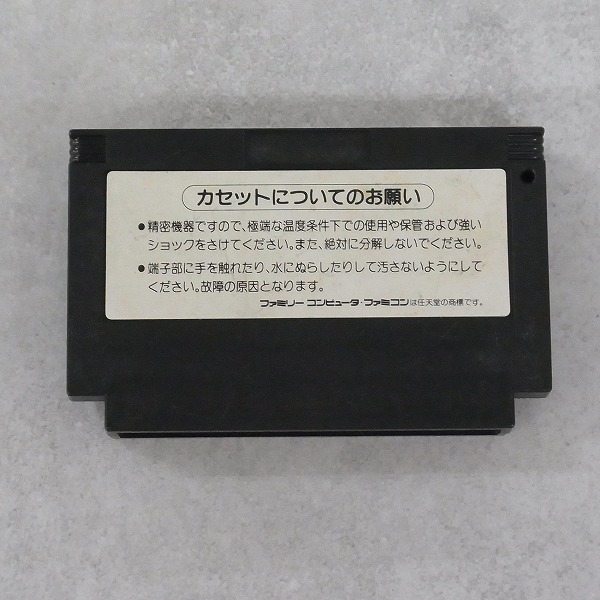 カセットについてのお願い
●精密機器ですので、極端な温度条件下での使用や保管および強い
ショックをさけてください。また、絶対に分解しないでください。
●端子部に手を触れたり、水にぬらしたりして汚さないようにして
ください。故障の原因となります。
ファミリーコンピュータ・ファミコンは任天堂の商標です。